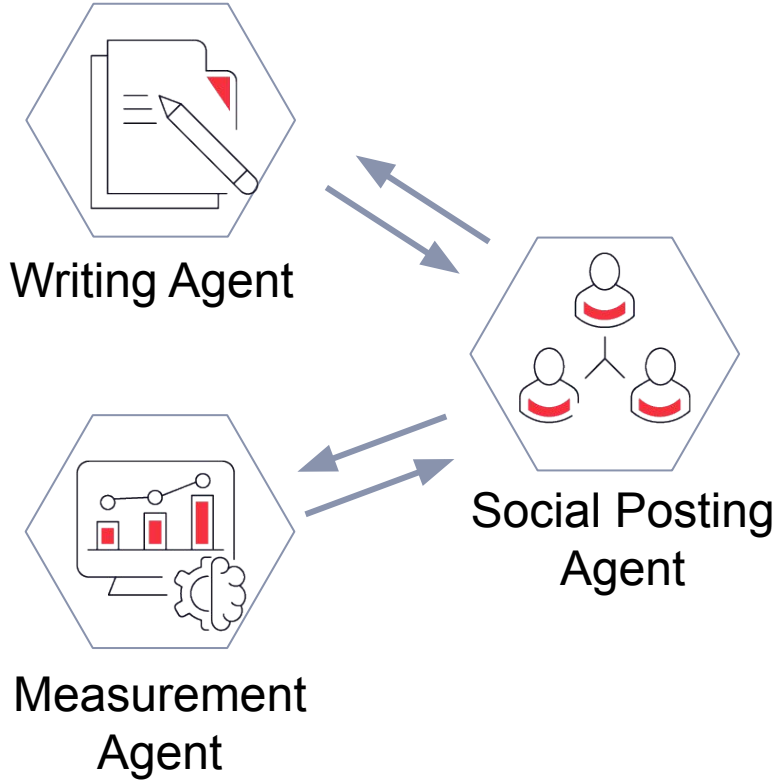 Writing Agent
Social Posting
Agent
Measurement
Agent